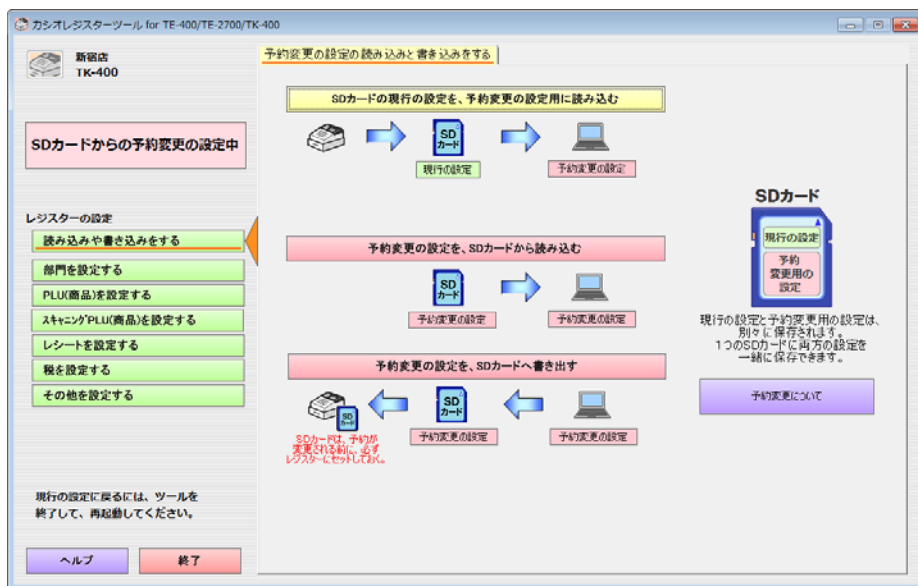 カシオレジスターツール for TE-400/TE-2700/TK-400
新宿店
TK-400
SDカードからの予約変更の設定中
レジスターの設定
読み込みや書き込みをする
部門を設定する
PLU(商品)を設定する
スキャニングPLU(商品)を設定する
レシートを設定する
税を設定する
その他を設定する
現行の設定に戻るには、ツールを
終了して、再起動してください。
ヘルプ
終了
予約変更の設定の読み込みと書き込みをする
SDカードの現行の設定を、予約変更の設定用に読み込む
SD
カード
現行の設定
予約変更の設定
予約変更の設定を、SDカードから読み込む
SD
カード
予約変更の設定
予約変更の設定
予約変更の設定を、SDカードへ書き出す
SD
カード
SD
カード
予約変更の設定
予約変更の設定
SDカードは、予約が
変更される前に、必ず
レジスターにセットしておく。
SDカード
現行の設定
予約
変更用の
設定
現行の設定と予約変更用の設定は、
別々に保存されます。
1つのSDカードに両方の設定を
一緒に保存できます。
予約変更について